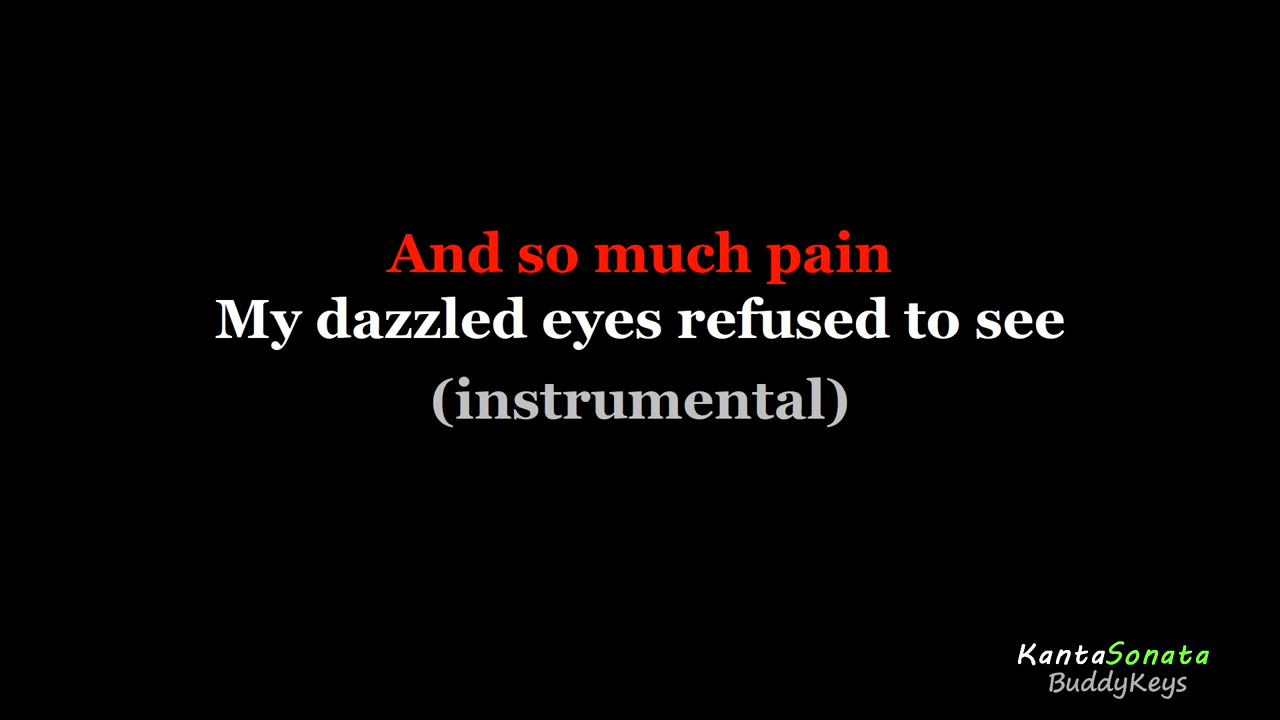 And so much pain
My dazzled eyes refused to see
(instrumental)
KantaSonata
BuddyKeys